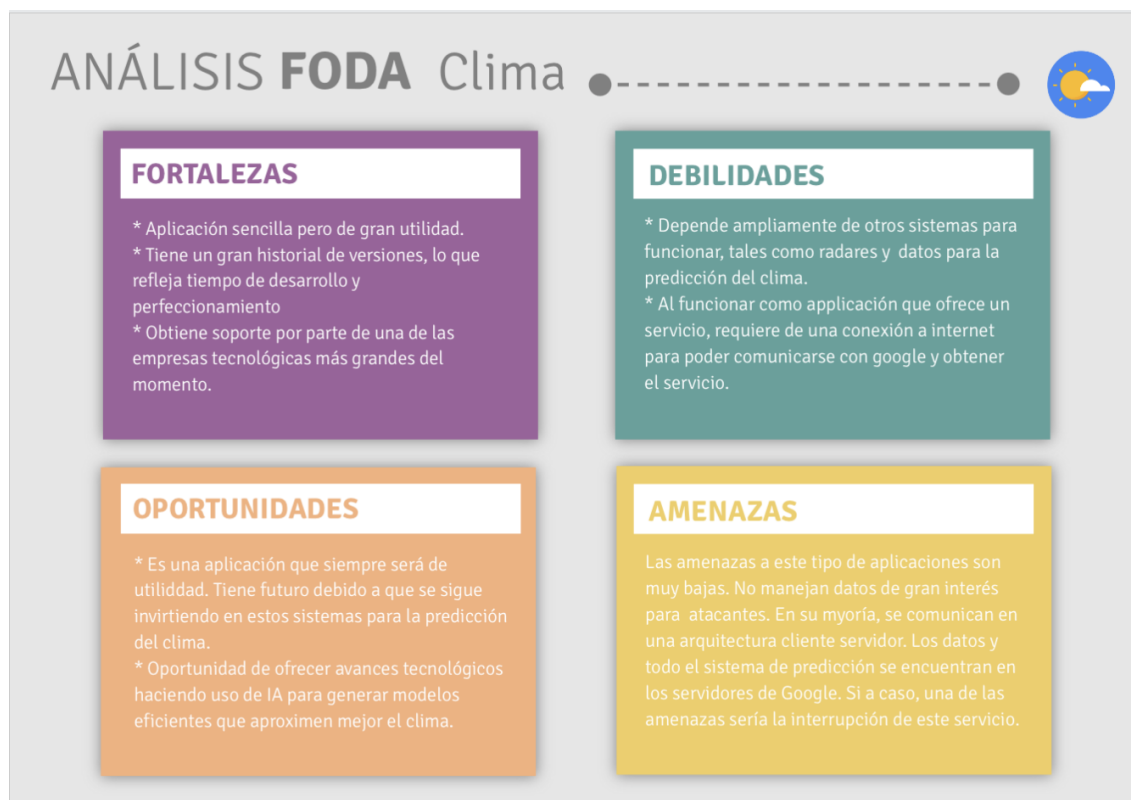 ANÁLISIS FODA Clima
FORTALEZAS
* Aplicación sencilla pero de gran utilidad.
* Tiene un gran historial de versiones, lo que
refleja tiempo de desarrollo y
perfeccionamiento
* Obtiene soporte por parte de una de las
empresas tecnológicas más grandes del
momento.
DEBILIDADES
* Depende ampliamente de otros sistemas para
funcionar, tales como radares y datos para la
predicción del clima.
* Al funcionar como applicación que ofrece un
servicio, requiere de una conexión a internet
para poder comunicarse con google y obtener
el servicio.
OPORTUNIDADES
* Es una aplicación que siempre será de
utiliddad. Tiene futuro debido a que se sigue
invirtiendo en estos sistemas para la predicción
del clima.
* Oportunidad de ofrecer avances tecnológicos
haciendo uso de IA para generar modelos
eficientes que aproximen mejor el clima.
AMENAZAS
Las amenazas a este tipo de aplicaciones son
muy bajas. No manejan datos de gran interés
para atacantes. En su myoría, se comunican en
una arquitectura cliente servidor. Los datos y
todo el sistema de predicción se encuentran en
los servidores de Google. Si a caso, una de las
amenazas sería la interrupción de este servicio.